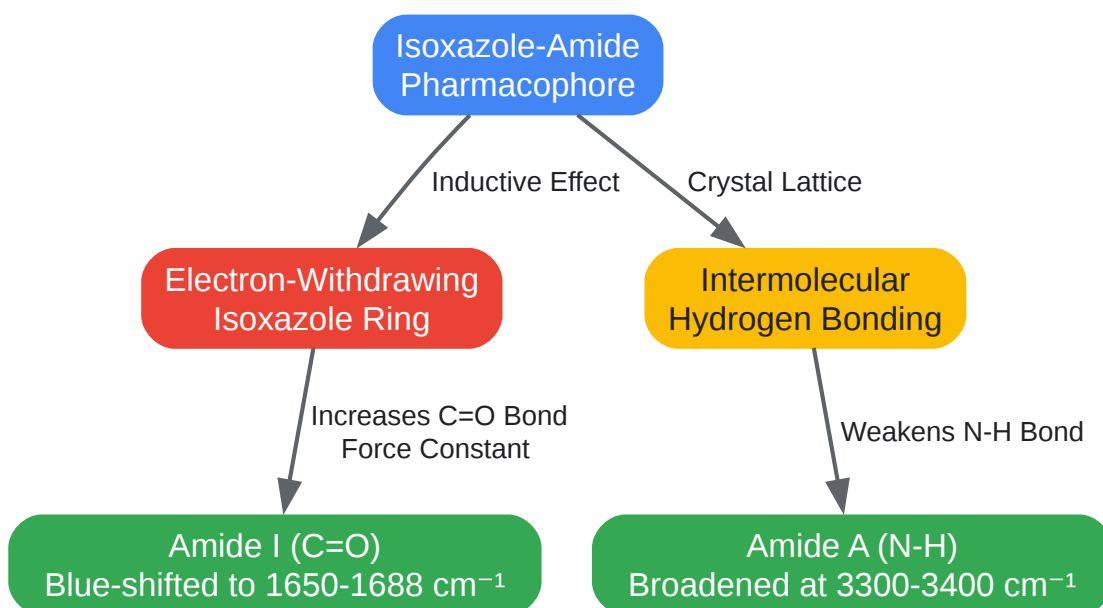 Isoxazole-Amide
Pharmacophore
Inductive Effect
Crystal Lattice
Electron-Withdrawing
Isoxazole Ring
Intermolecular
Hydrogen Bonding
Increases C=O Bond
Force Constant
Weakens N-H Bond
Amide I (C=O)
Blue-shifted to 1650-1688 cm⁻¹
Amide A (N-H)
Broadened at 3300-3400 cm⁻¹